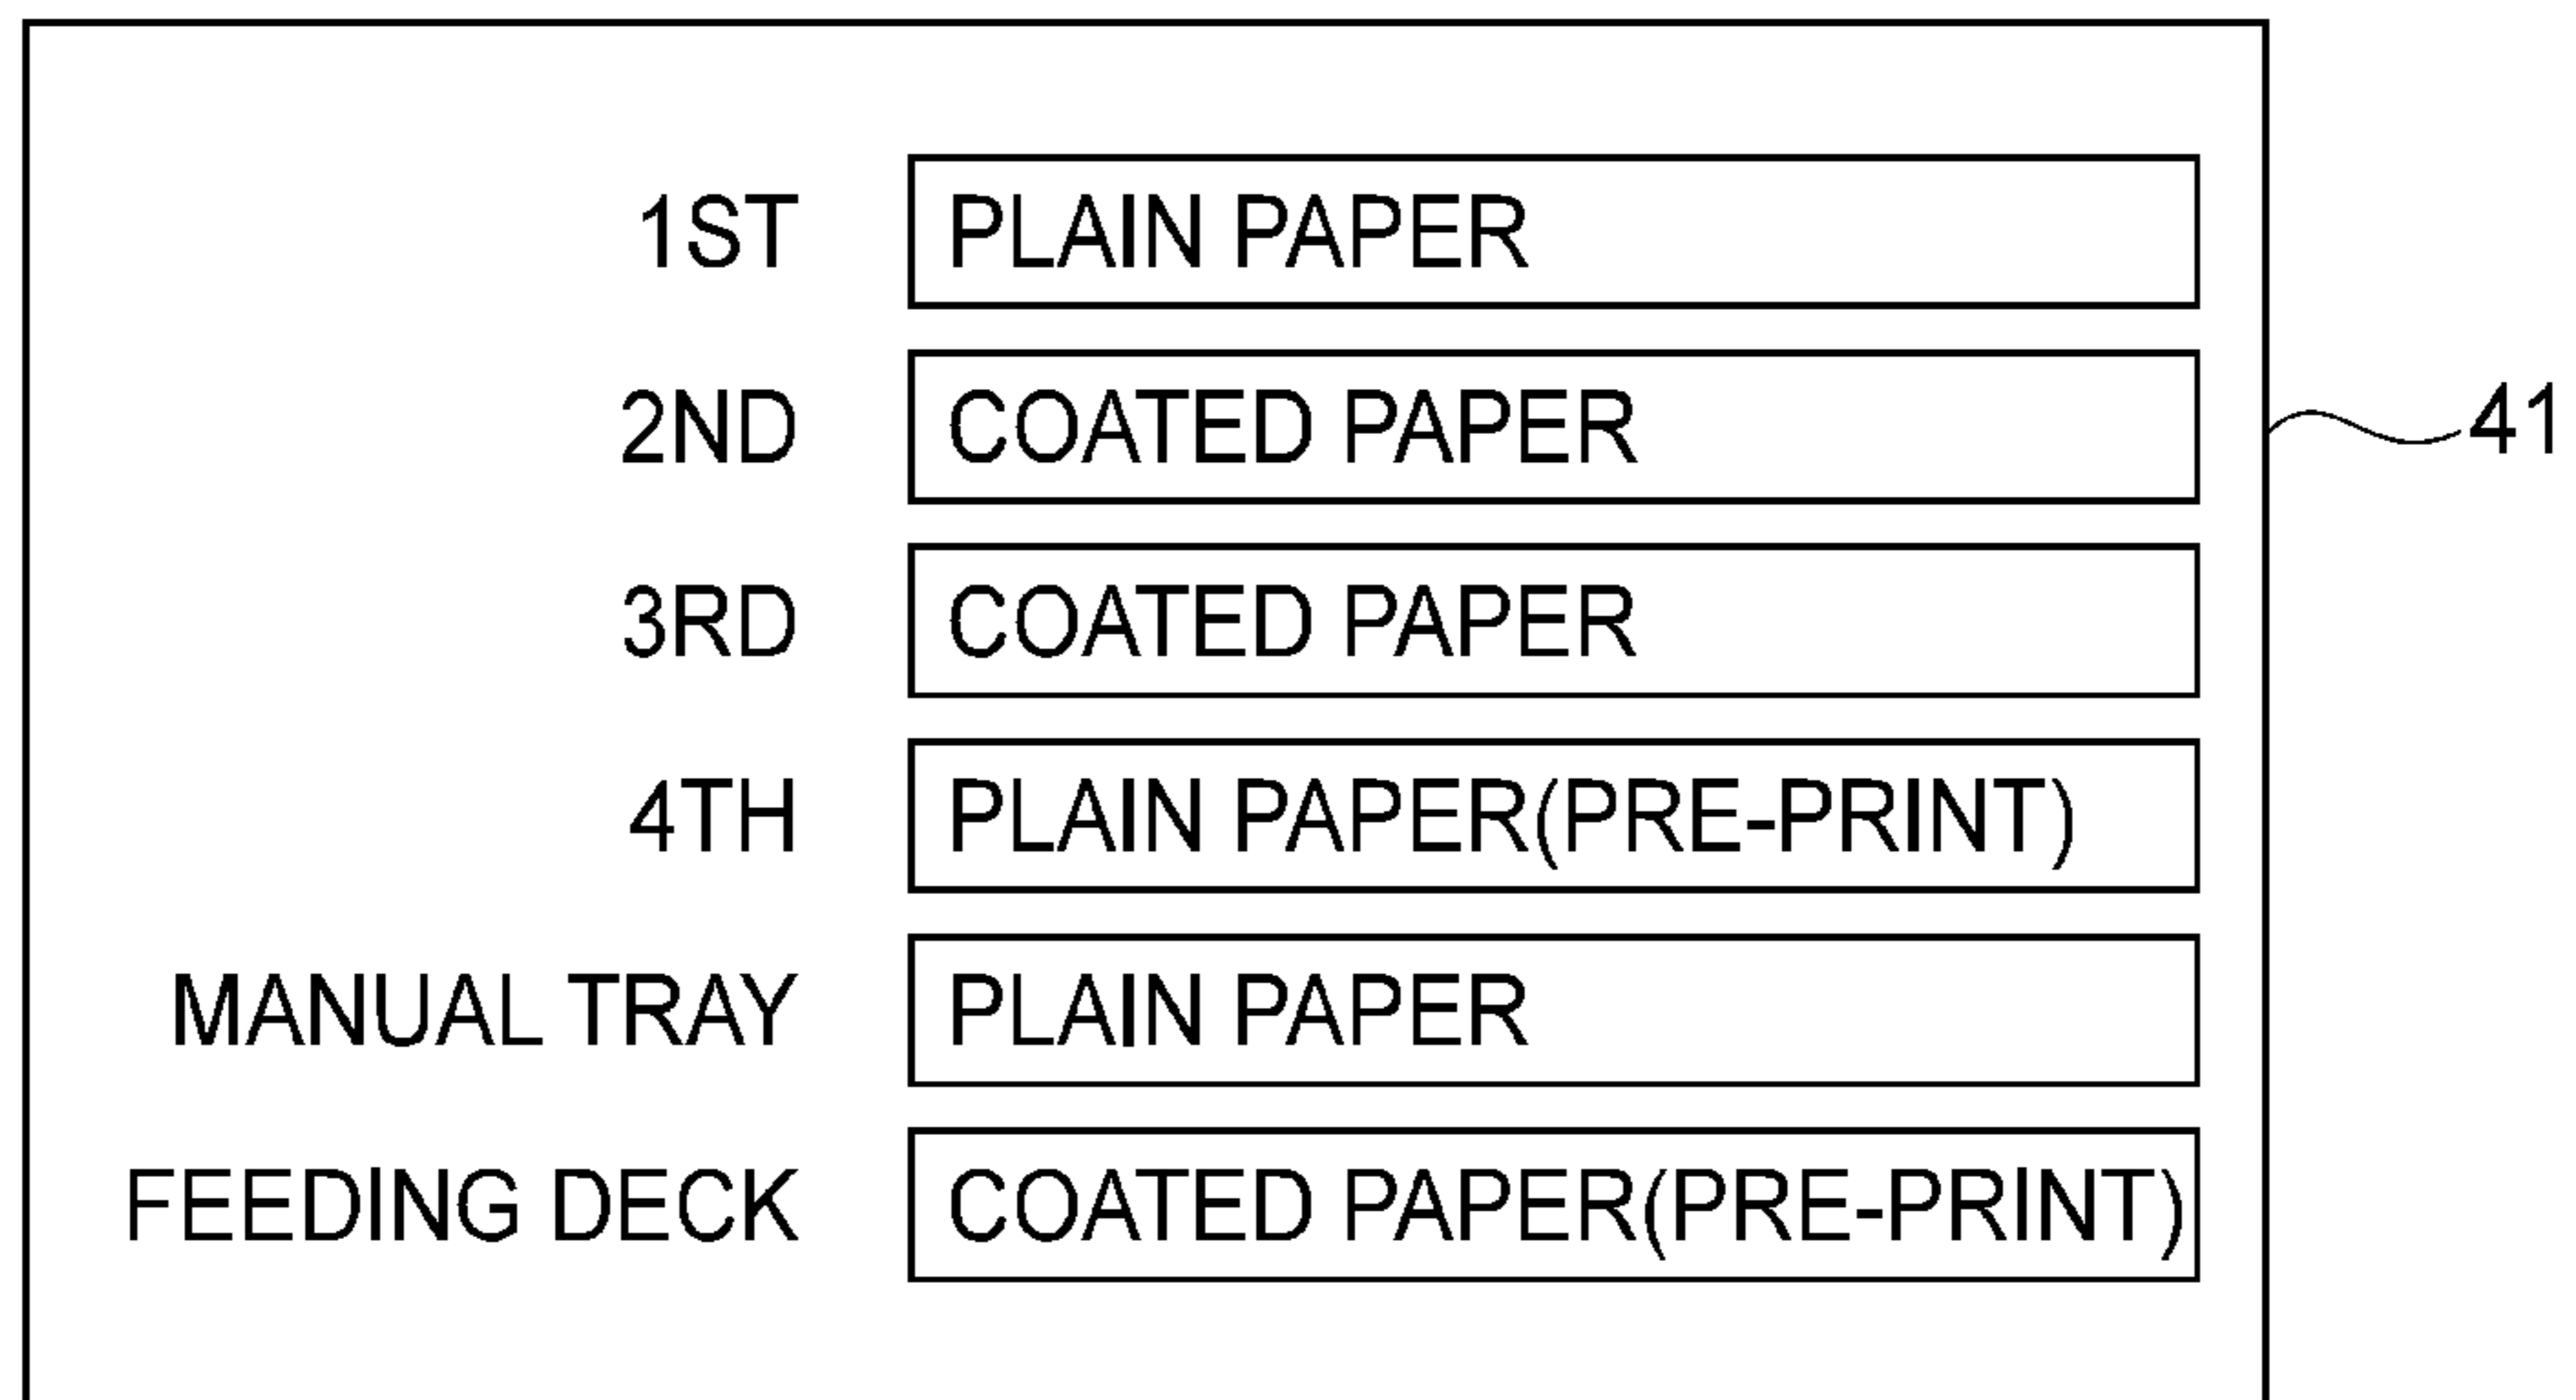 1ST PLAIN PAPER
2ND COATED PAPER
41
3RD COATED PAPER
4TH PLAIN PAPER(PRE-PRINT)
MANUAL TRAY PLAIN PAPER
FEEDING DECK COATED PAPER(PRE-PRINT)